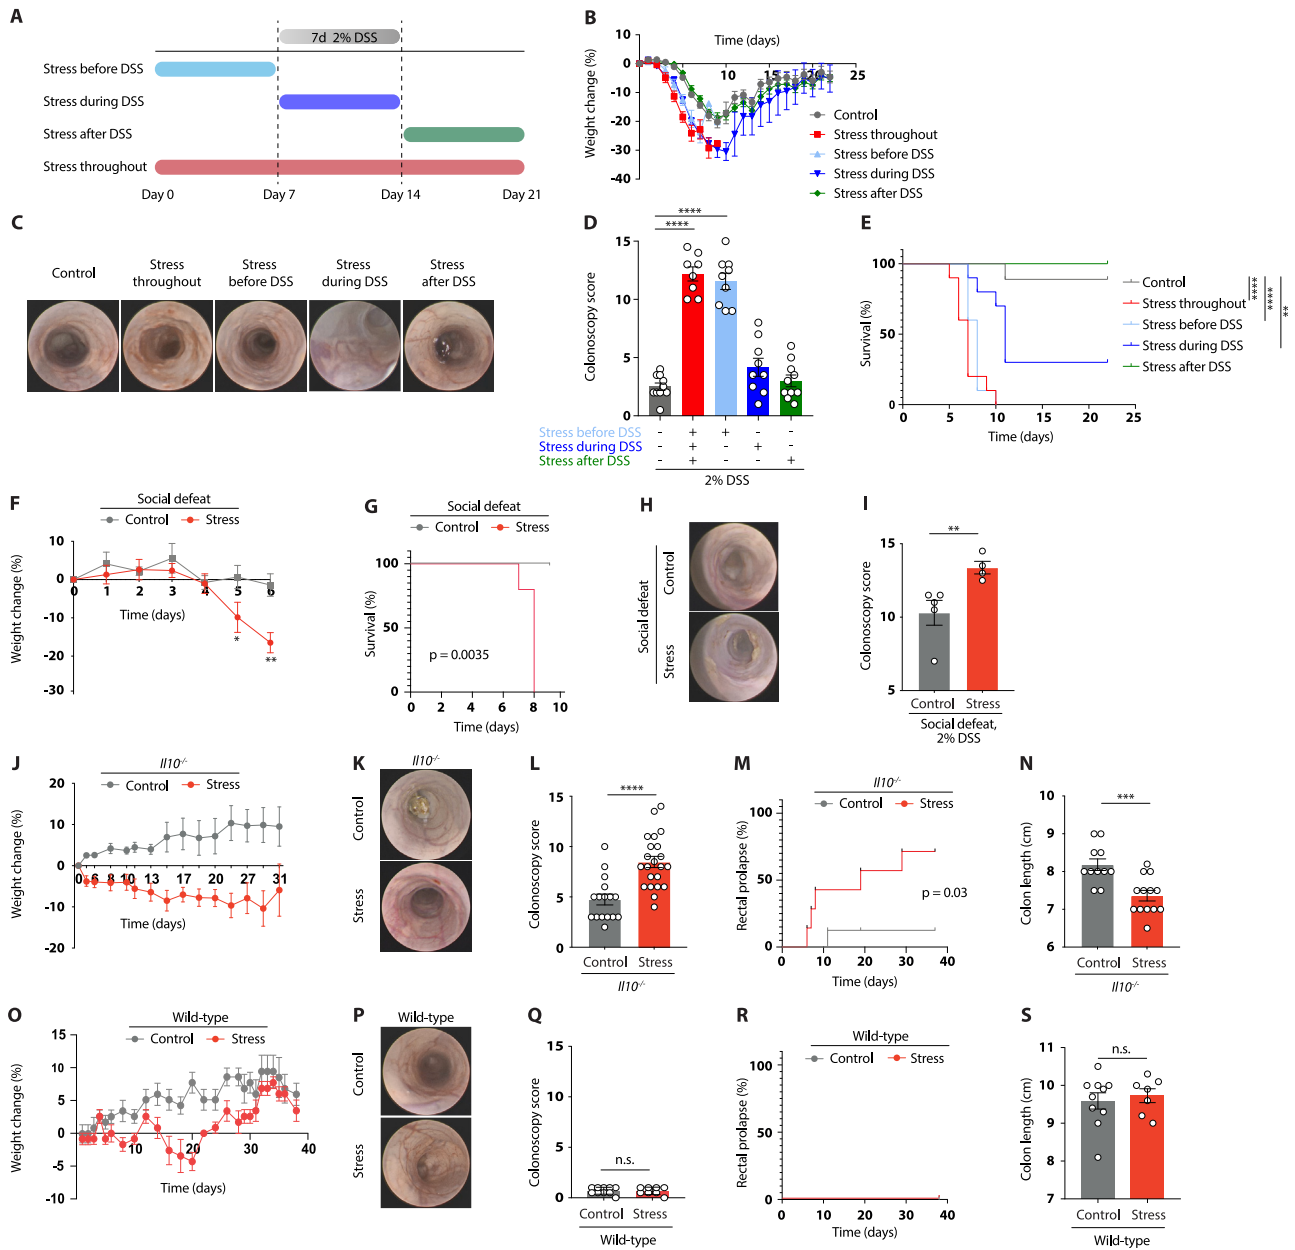 A
7d 2% DSS
Stress before DSS
Stress during DSS
Stress after DSS
Stress throughout
Day 0
Day 7
Day 14
Day 21
B
Time (days)
10
0
-10
-20
-30
-40
10
15
20
25
Weight change (%)
Control
Stress throughout
Stress before DSS
Stress during DSS
Stress after DSS
C
Control
Stress
throughout
Stress
before DSS
Stress
during DSS
Stress
after DSS
D
****
****
15
10
5
0
Colonoscopy score
Stress before DSS - + + - -
Stress during DSS - + - + -
Stress after DSS - + - - +
2% DSS
E
100
50
0
Survival (%)
0 5 10 15 20 25
Time (days)
Control
Stress throughout
Stress before DSS
Stress during DSS
Stress after DSS
****
****
**
F
Social defeat
Control
Stress
10
0
-10
-20
-30
Weight change (%)
0 1 2 3 4 5 6
Time (days)
*
**
G
Social defeat
Control
Stress
100
50
0
Survival (%)
p = 0.0035
0 2 4 6 8 10
Time (days)
H
Social defeat
Control
Stress
I
**
15
10
5
Colonoscopy score
Control
Stress
Social defeat,
2% DSS
J
Il10-/-
Control
Stress
20
10
0
-10
-20
Weight change (%)
0 3 6 8 10 13 17 20 27 31
Time (days)
K
Il10-/-
Control
Stress
L
****
15
10
5
0
Colonoscopy score
Control
Stress
Il10-/-
M
Il10-/-
Control
Stress
100
50
0
Rectal prolapse (%)
p = 0.03
0 10 20 30 40
Time (days)
N
***
10
9
8
7
6
Colon length (cm)
Control
Stress
Il10-/-
O
Wild-type
Control
Stress
15
10
5
0
-5
-10
Weight change (%)
10 20 30 40
Time (days)
P
Wild-type
Control
Stress
Q
15
10
5
0
Colonoscopy score
n.s.
Control
Stress
Wild-type
R
Wild-type
Control
Stress
100
50
0
Rectal prolapse (%)
0 10 20 30 40
Time (days)
S
n.s.
11
10
9
8
7
Colon length (cm)
Control
Stress
Wild-type